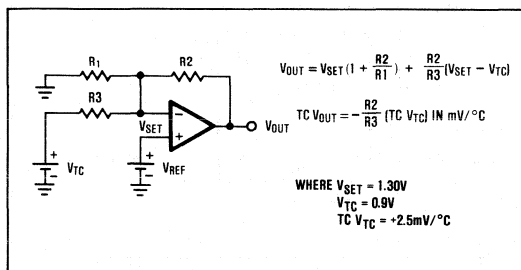 R1
R2
R3
VSET
VOUT
−
+
+
VTC
+
VREF
VOUT = VSET(1 + R2/R1) + R2/R3 (VSET − VTC)
TC VOUT = − R2/R3 (TC VTC) IN mV/°C
WHERE VSET = 1.30V
VTC = 0.9V
TC VTC = +2.5mV/°C